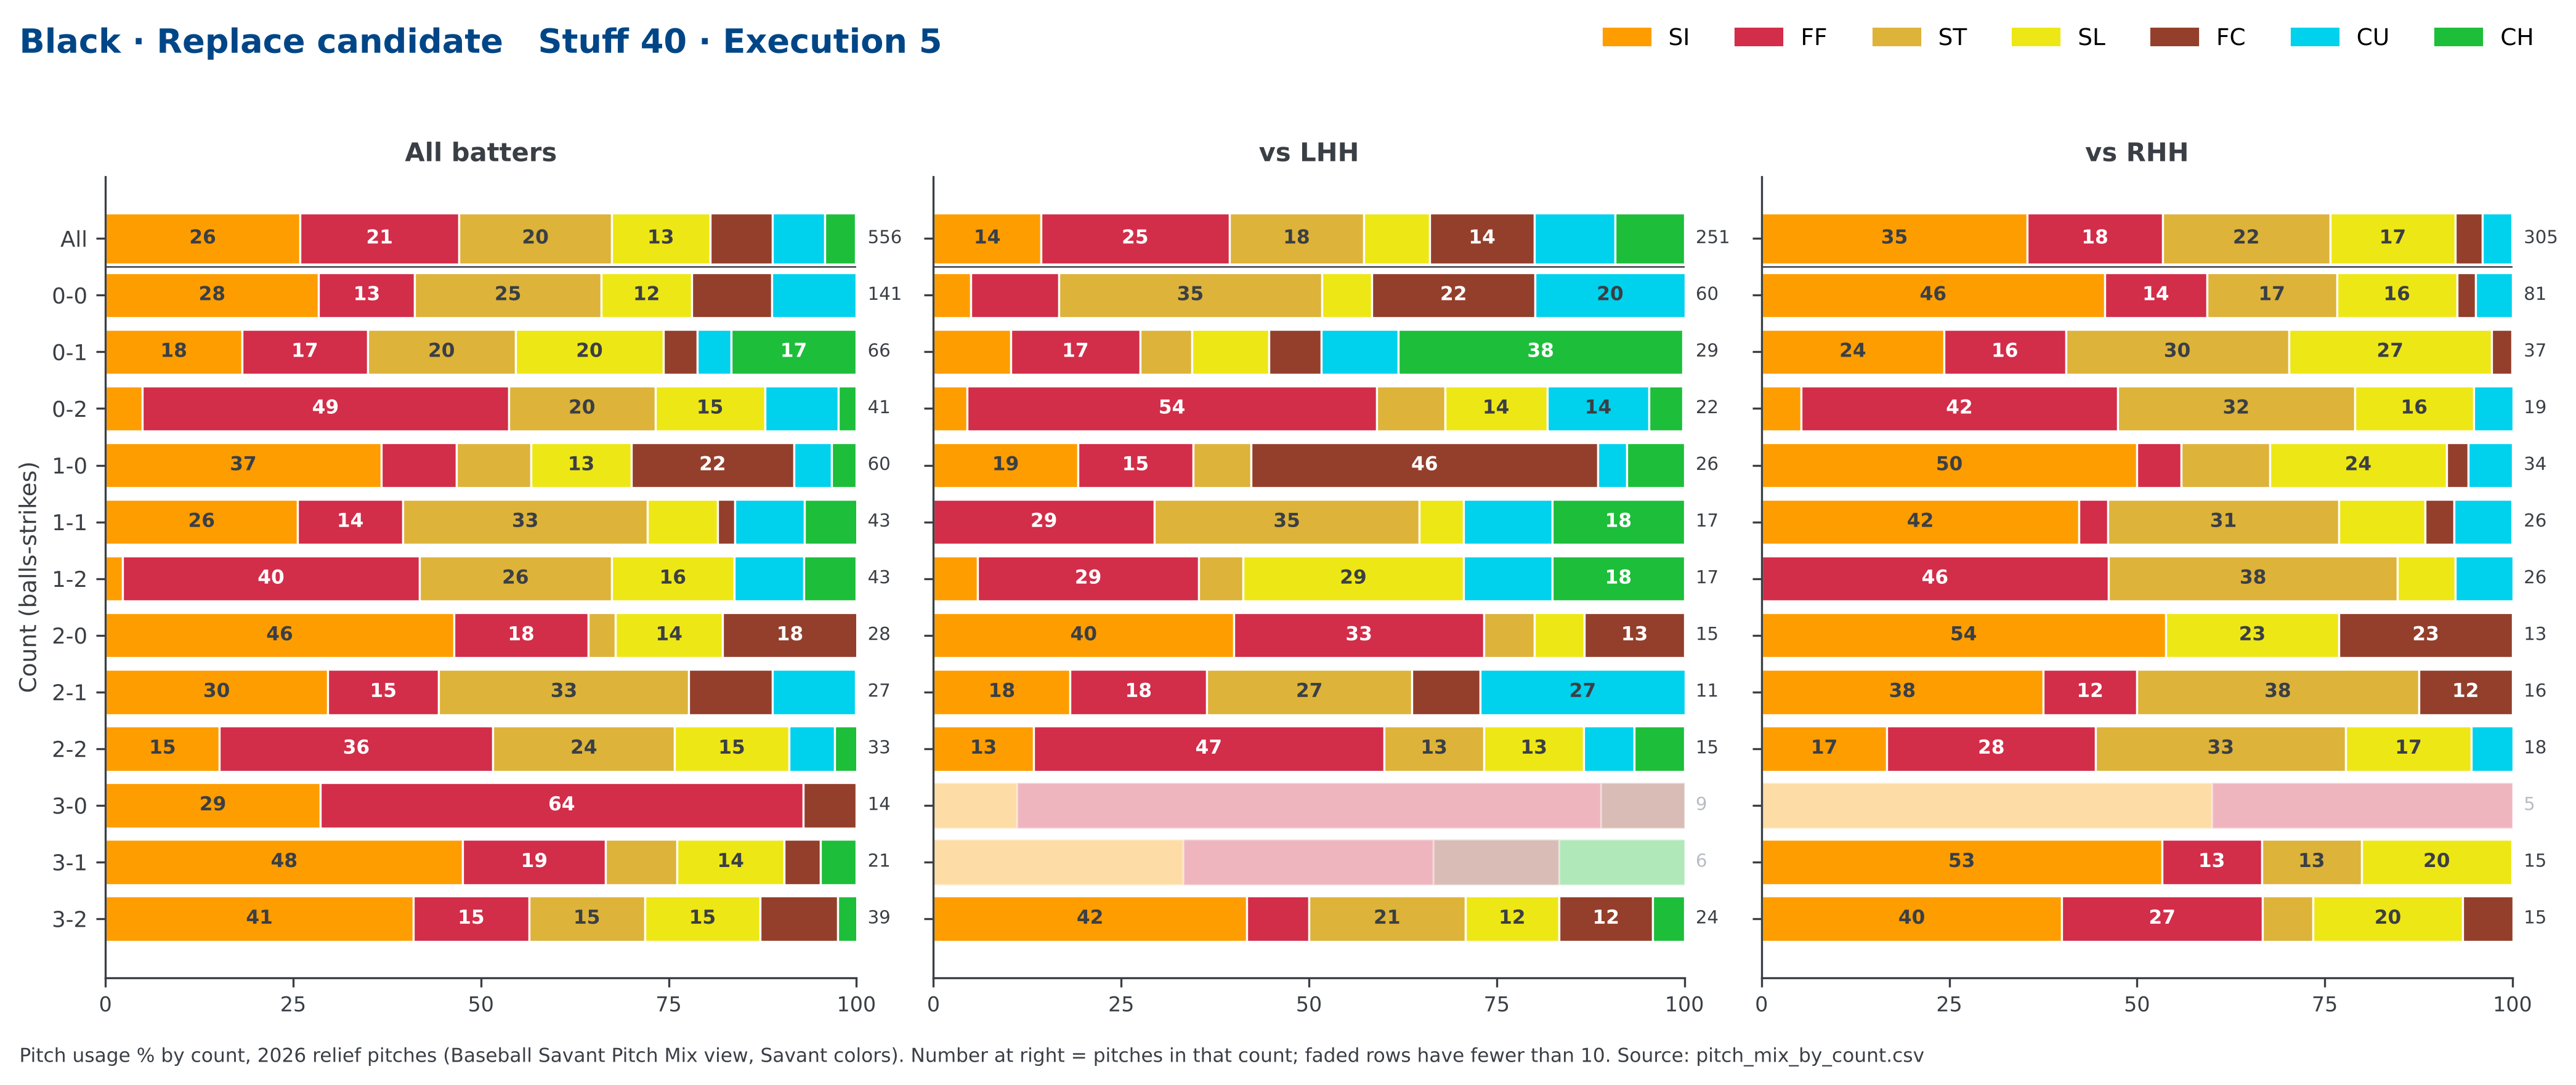 Black · Replace candidate   Stuff 40 · Execution 5
SI FF ST SL FC CU CH
All batters
vs LHH
vs RHH
Count (balls-strikes)
All 26 21 20 13 556 14 25 18 14 251 35 18 22 17 305
0-0 28 13 25 12 141 35 22 20 60 46 14 17 16 81
0-1 18 17 20 20 17 66 17 38 29 24 16 30 27 37
0-2 49 20 15 41 54 14 14 22 42 32 16 19
1-0 37 13 22 60 19 15 46 26 50 24 34
1-1 26 14 33 43 29 35 18 17 42 31 26
1-2 40 26 16 43 29 29 18 17 46 38 26
2-0 46 18 14 18 28 40 33 13 15 54 23 23 13
2-1 30 15 33 27 18 18 27 27 11 38 12 38 12 16
2-2 15 36 24 15 33 13 47 13 13 15 17 28 33 17 18
3-0 29 64 14 9 5
3-1 48 19 14 21 6 53 13 13 20 15
3-2 41 15 15 15 39 42 21 12 12 24 40 27 20 15
0 25 50 75 100 0 25 50 75 100 0 25 50 75 100
Pitch usage % by count, 2026 relief pitches (Baseball Savant Pitch Mix view, Savant colors). Number at right = pitches in that count; faded rows have fewer than 10. Source: pitch_mix_by_count.csv